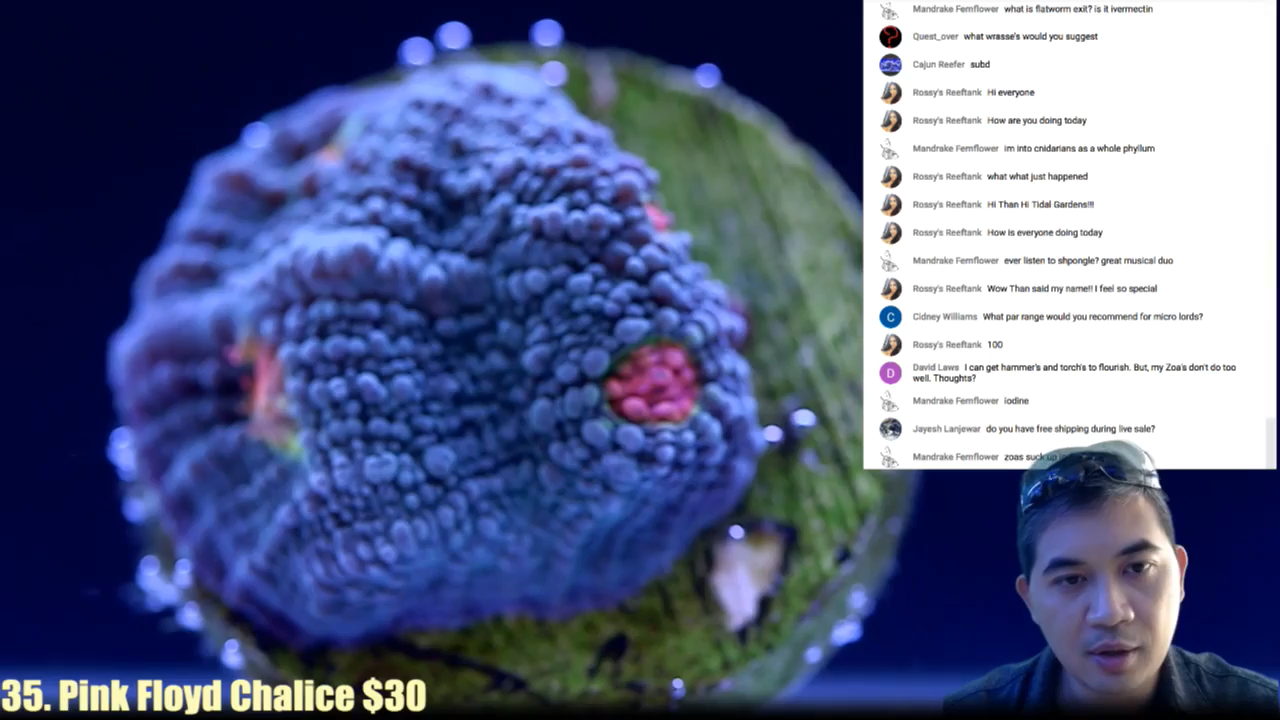 Mandrake Fernflower what is flatworm exit? is it ivermectin
Quest_over what wrasse's would you suggest
Cajun Reefer subd
Rossy's Reeftank Hi everyone
Rossy's Reeftank How are you doing today
Mandrake Fernflower im into cnidarians as a whole phyllum
Rossy's Reeftank what what just happened
Rossy's Reeftank Hi Than Hi Tidal Gardens!!!
Rossy's Reeftank How is everyone doing today
Mandrake Fernflower ever listen to shpongle? great musical duo
Rossy's Reeftank Wow Than said my name!! I feel so special
C Cidney Williams What par range would you recommend for micro lords?
Rossy's Reeftank 100
D David Laws I can get hammer's and torch's to flourish. But, my Zoa's don't do too
well. Thoughts?
Mandrake Fernflower iodine
Jayesh Lanjewar do you have free shipping during live sale?
Mandrake Fernflower zoas suck up
35. Pink Floyd Chalice $30